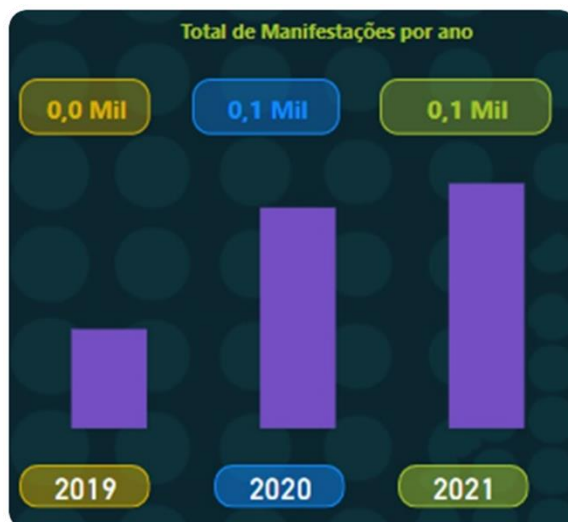 Total de Manifestações por ano
0,0 Mil 0,1 Mil 0,1 Mil
2019 2020 2021